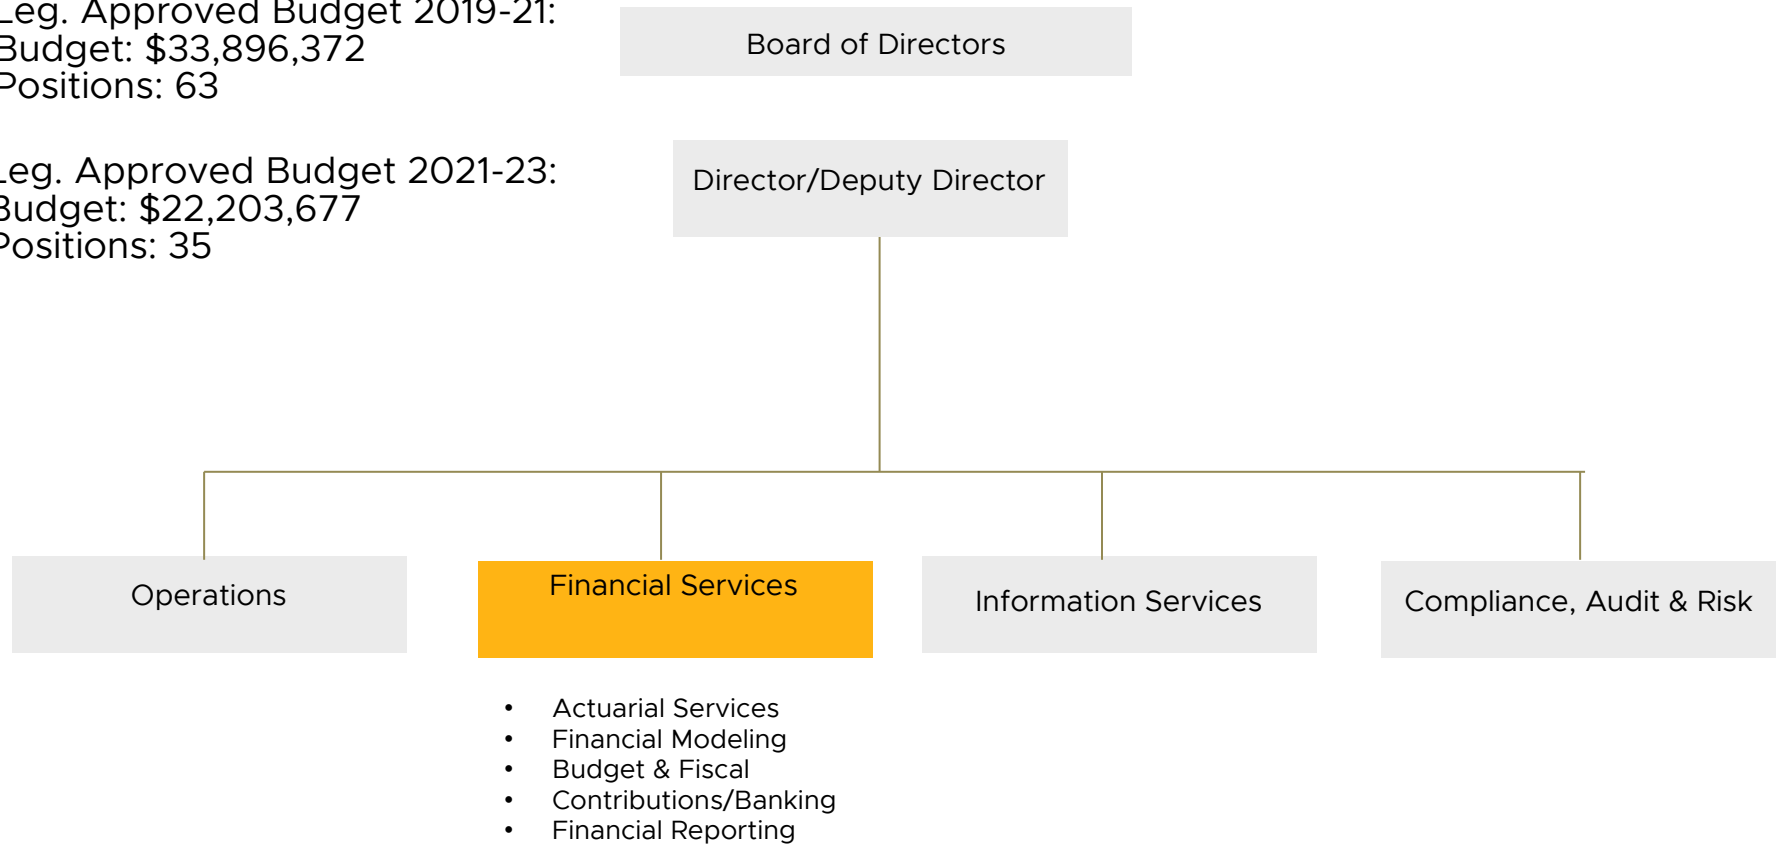 Leg. Approved Budget 2019-21:
Budget: $33,896,372
Positions: 63
Leg. Approved Budget 2021-23:
Budget: $22,203,677
Positions: 35
Board of Directors
Director/Deputy Director
Operations
Financial Services
Information Services
Compliance, Audit & Risk
• Actuarial Services
• Financial Modeling
• Budget & Fiscal
• Contributions/Banking
• Financial Reporting